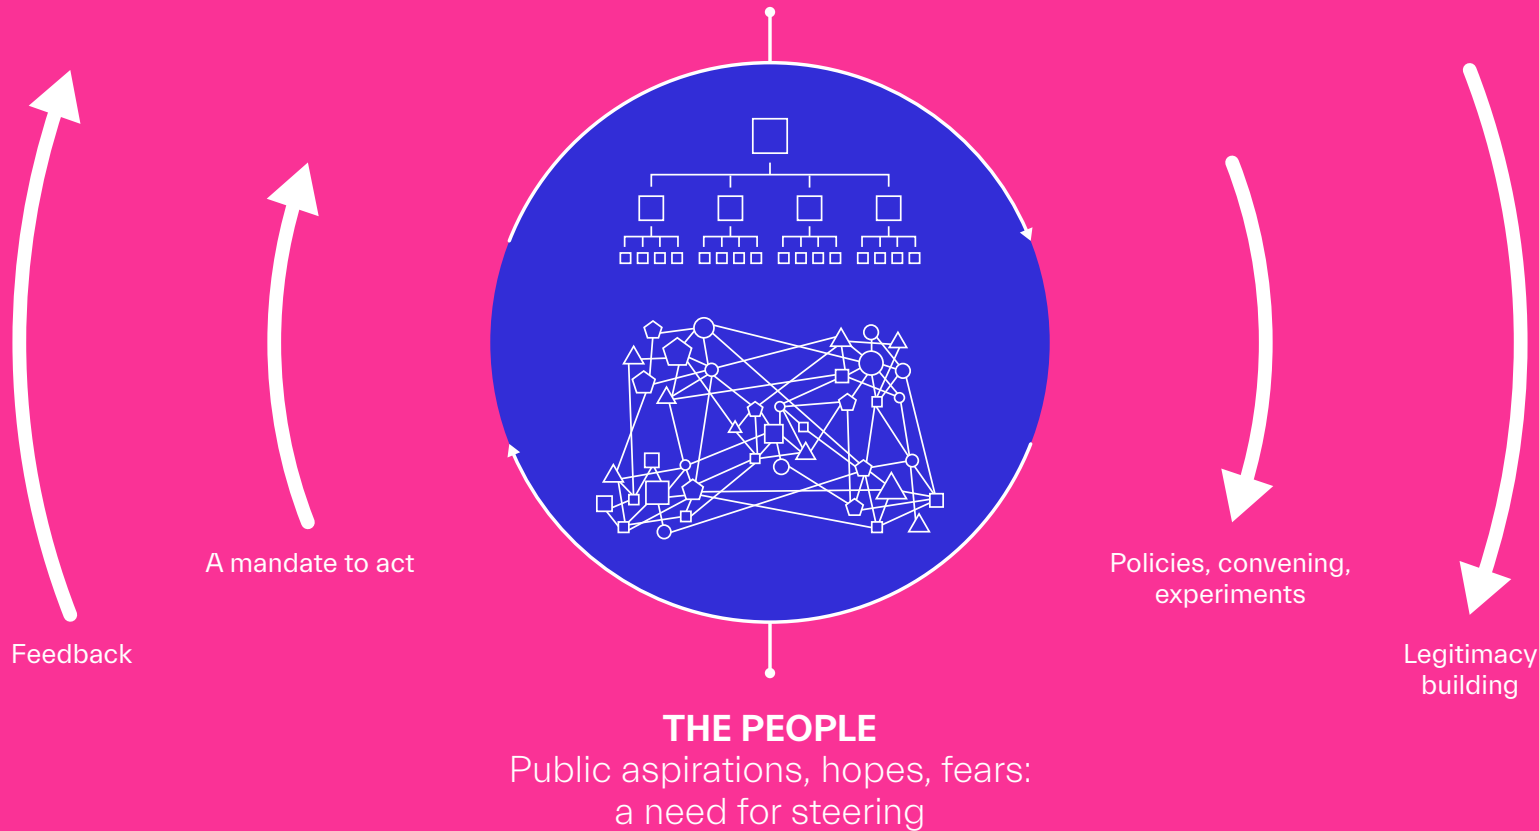 A mandate to act
Policies, convening,
experiments
Feedback
Legitimacy
building
THE PEOPLE
Public aspirations, hopes, fears:
a need for steering